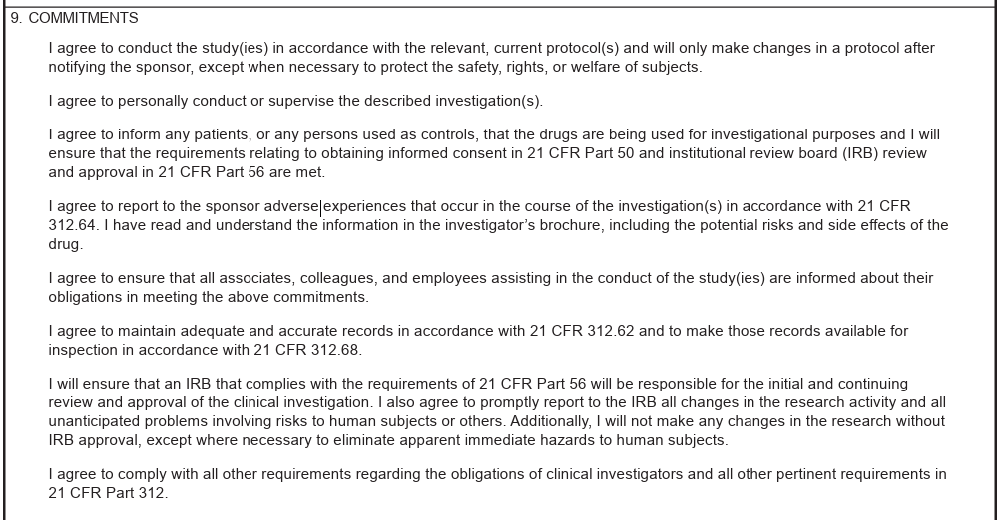 9. COMMITMENTS
I agree to conduct the study(ies) in accordance with the relevant, current protocol(s) and will only make changes in a protocol after
notifying the sponsor, except when necessary to protect the safety, rights, or welfare of subjects.
I agree to personally conduct or supervise the described investigation(s).
I agree to inform any patients, or any persons used as controls, that the drugs are being used for investigational purposes and I will
ensure that the requirements relating to obtaining informed consent in 21 CFR Part 50 and institutional review board (IRB) review
and approval in 21 CFR Part 56 are met.
I agree to report to the sponsor adverse experiences that occur in the course of the investigation(s) in accordance with 21 CFR
312.64. I have read and understand the information in the investigator’s brochure, including the potential risks and side effects of the
drug.
I agree to ensure that all associates, colleagues, and employees assisting in the conduct of the study(ies) are informed about their
obligations in meeting the above commitments.
I agree to maintain adequate and accurate records in accordance with 21 CFR 312.62 and to make those records available for
inspection in accordance with 21 CFR 312.68.
I will ensure that an IRB that complies with the requirements of 21 CFR Part 56 will be responsible for the initial and continuing
review and approval of the clinical investigation. I also agree to promptly report to the IRB all changes in the research activity and all
unanticipated problems involving risks to human subjects or others. Additionally, I will not make any changes in the research without
IRB approval, except where necessary to eliminate apparent immediate hazards to human subjects.
I agree to comply with all other requirements regarding the obligations of clinical investigators and all other pertinent requirements in
21 CFR Part 312.